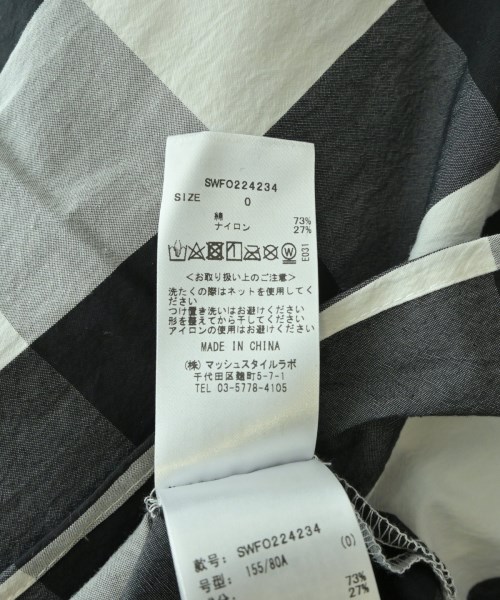 SWFO224234
SIZE 0
綿 73%
ナイロン 27%
E031
<お取り扱い上のご注意>
洗たくの際はネットを使用してく
ださい
つけ置き洗いはお避けください
形を整えてから干してください
アイロンの使用はお避けください
MADE IN CHINA
(株)マッシュスタイルラボ
千代田区麹町5-7-1
TEL 03-5778-4105
款号: SWFO224234
号型: 155/80A (0)
73%
27%